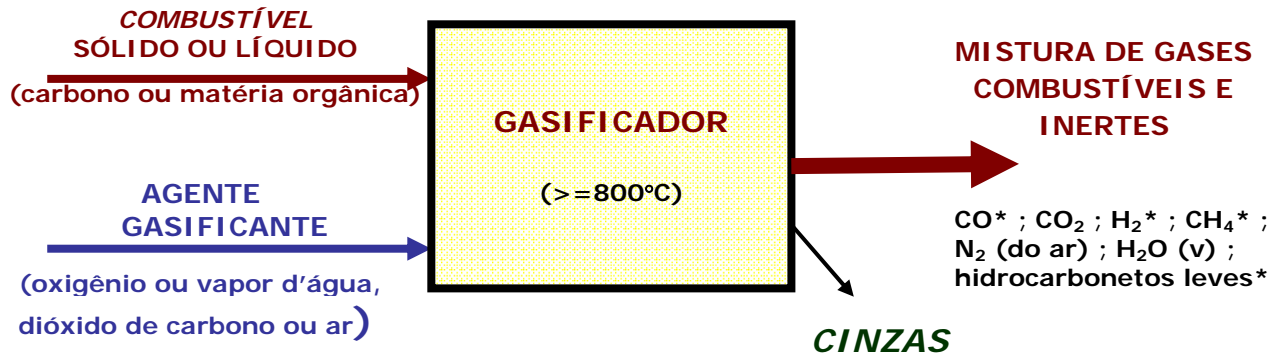 COMBUSTÍVEL
SÓLIDO OU LÍQUIDO
(carbono ou matéria orgânica)
AGENTE
GASIFICANTE
(oxigênio ou vapor d'água,
dióxido de carbono ou ar)
GASIFICADOR
(>=800°C)
MISTURA DE GASES
COMBUSTÍVEIS E
INERTES
CO* ; CO₂ ; H₂* ; CH₄* ;
N₂ (do ar) ; H₂O (v) ;
hidrocarbonetos leves*
CINZAS